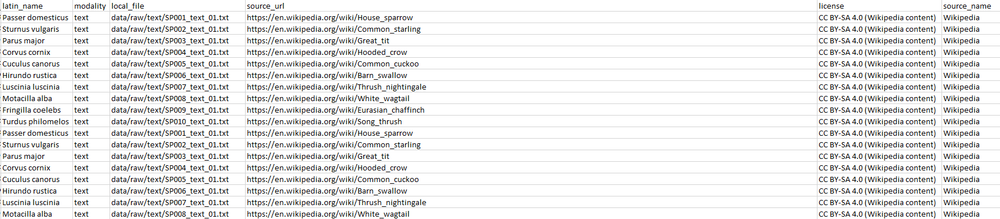 latin_name modality local_file source_url license source_name
Passer domesticus text data/raw/text/SP001_text_01.txt https://en.wikipedia.org/wiki/House_sparrow CC BY-SA 4.0 (Wikipedia content) Wikipedia
Sturnus vulgaris text data/raw/text/SP002_text_01.txt https://en.wikipedia.org/wiki/Common_starling CC BY-SA 4.0 (Wikipedia content) Wikipedia
Parus major text data/raw/text/SP003_text_01.txt https://en.wikipedia.org/wiki/Great_tit CC BY-SA 4.0 (Wikipedia content) Wikipedia
Corvus cornix text data/raw/text/SP004_text_01.txt https://en.wikipedia.org/wiki/Hooded_crow CC BY-SA 4.0 (Wikipedia content) Wikipedia
Cuculus canorus text data/raw/text/SP005_text_01.txt https://en.wikipedia.org/wiki/Common_cuckoo CC BY-SA 4.0 (Wikipedia content) Wikipedia
Hirundo rustica text data/raw/text/SP006_text_01.txt https://en.wikipedia.org/wiki/Barn_swallow CC BY-SA 4.0 (Wikipedia content) Wikipedia
Luscinia luscinia text data/raw/text/SP007_text_01.txt https://en.wikipedia.org/wiki/Thrush_nightingale CC BY-SA 4.0 (Wikipedia content) Wikipedia
Motacilla alba text data/raw/text/SP008_text_01.txt https://en.wikipedia.org/wiki/White_wagtail CC BY-SA 4.0 (Wikipedia content) Wikipedia
Fringilla coelebs text data/raw/text/SP009_text_01.txt https://en.wikipedia.org/wiki/Eurasian_chaffinch CC BY-SA 4.0 (Wikipedia content) Wikipedia
Turdus philomelos text data/raw/text/SP010_text_01.txt https://en.wikipedia.org/wiki/Song_thrush CC BY-SA 4.0 (Wikipedia content) Wikipedia
Passer domesticus text data/raw/text/SP001_text_01.txt https://en.wikipedia.org/wiki/House_sparrow CC BY-SA 4.0 (Wikipedia content) Wikipedia
Sturnus vulgaris text data/raw/text/SP002_text_01.txt https://en.wikipedia.org/wiki/Common_starling CC BY-SA 4.0 (Wikipedia content) Wikipedia
Parus major text data/raw/text/SP003_text_01.txt https://en.wikipedia.org/wiki/Great_tit CC BY-SA 4.0 (Wikipedia content) Wikipedia
Corvus cornix text data/raw/text/SP004_text_01.txt https://en.wikipedia.org/wiki/Hooded_crow CC BY-SA 4.0 (Wikipedia content) Wikipedia
Cuculus canorus text data/raw/text/SP005_text_01.txt https://en.wikipedia.org/wiki/Common_cuckoo CC BY-SA 4.0 (Wikipedia content) Wikipedia
Hirundo rustica text data/raw/text/SP006_text_01.txt https://en.wikipedia.org/wiki/Barn_swallow CC BY-SA 4.0 (Wikipedia content) Wikipedia
Luscinia luscinia text data/raw/text/SP007_text_01.txt https://en.wikipedia.org/wiki/Thrush_nightingale CC BY-SA 4.0 (Wikipedia content) Wikipedia
Motacilla alba text data/raw/text/SP008_text_01.txt https://en.wikipedia.org/wiki/White_wagtail CC BY-SA 4.0 (Wikipedia content) Wikipedia